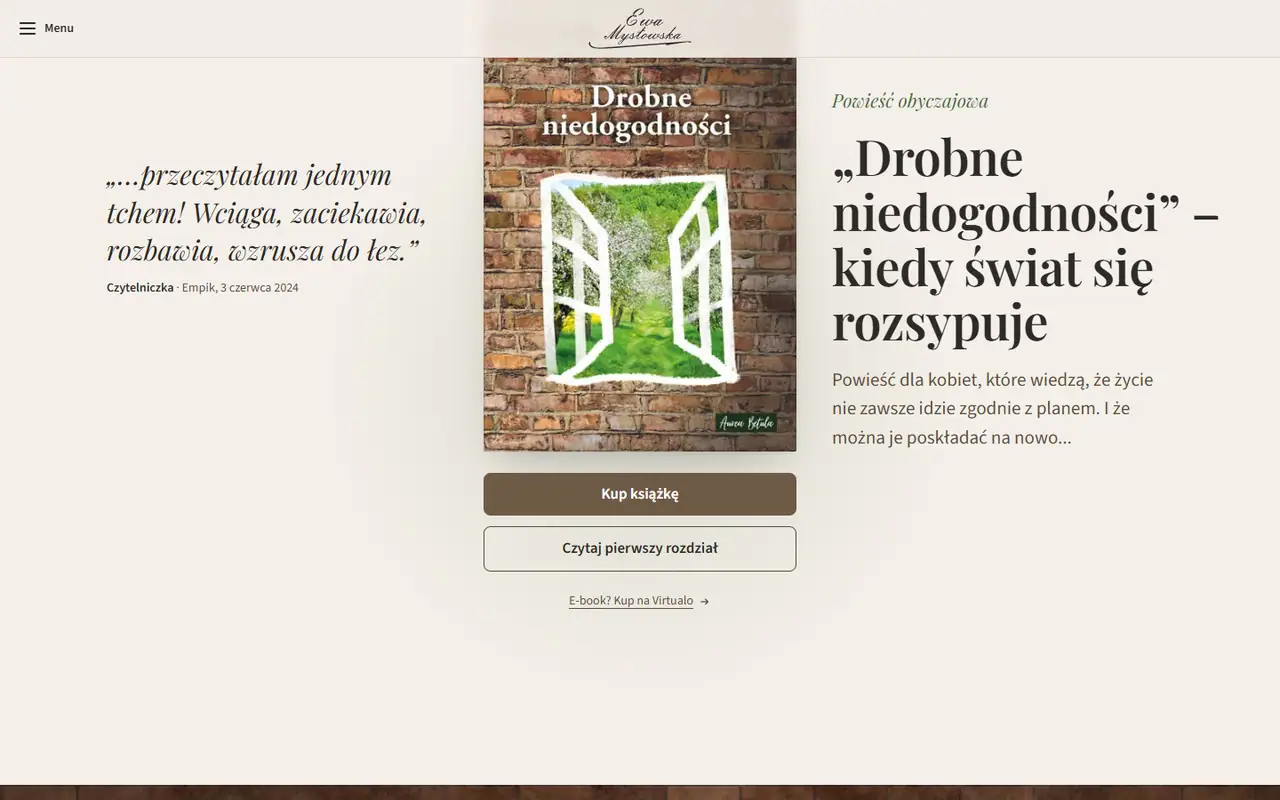 Menu
Ewa
Mysłowska
„...przeczytałam jednym
tchem! Wciąga, zaciekawia,
rozbawia, wzrusza do łez.”
Czytelniczka · Empik, 3 czerwca 2024
Drobne
niedogodności
Aurea Betula
Kup książkę
Czytaj pierwszy rozdział
E-book? Kup na Virtualo →
Powieść obyczajowa
„Drobne
niedogodności” –
kiedy świat się
rozsypuje
Powieść dla kobiet, które wiedzą, że życie
nie zawsze idzie zgodnie z planem. I że
można je poskładać na nowo...